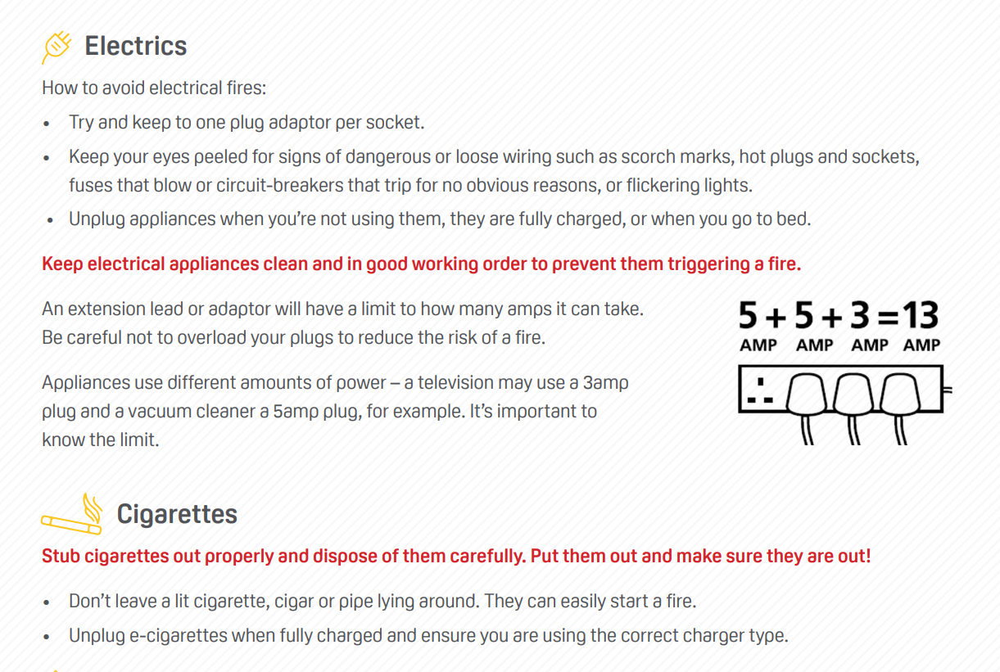 Electrics
How to avoid electrical fires:
• Try and keep to one plug adaptor per socket.
• Keep your eyes peeled for signs of dangerous or loose wiring such as scorch marks, hot plugs and sockets,
fuses that blow or circuit-breakers that trip for no obvious reasons, or flickering lights.
• Unplug appliances when you’re not using them, they are fully charged, or when you go to bed.
Keep electrical appliances clean and in good working order to prevent them triggering a fire.
An extension lead or adaptor will have a limit to how many amps it can take.
Be careful not to overload your plugs to reduce the risk of a fire.
Appliances use different amounts of power – a television may use a 3amp
plug and a vacuum cleaner a 5amp plug, for example. It’s important to
know the limit.
5 + 5 + 3 = 13
AMP AMP AMP AMP
Cigarettes
Stub cigarettes out properly and dispose of them carefully. Put them out and make sure they are out!
• Don’t leave a lit cigarette, cigar or pipe lying around. They can easily start a fire.
• Unplug e-cigarettes when fully charged and ensure you are using the correct charger type.